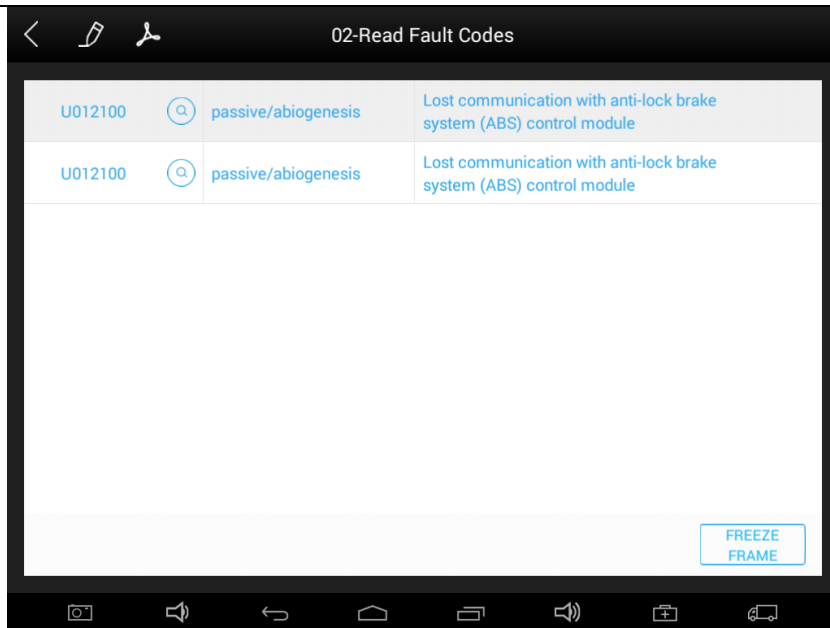 02-Read Fault Codes
U012100 passive/abiogenesis Lost communication with anti-lock brake
system (ABS) control module
U012100 passive/abiogenesis Lost communication with anti-lock brake
system (ABS) control module
FREEZE
FRAME